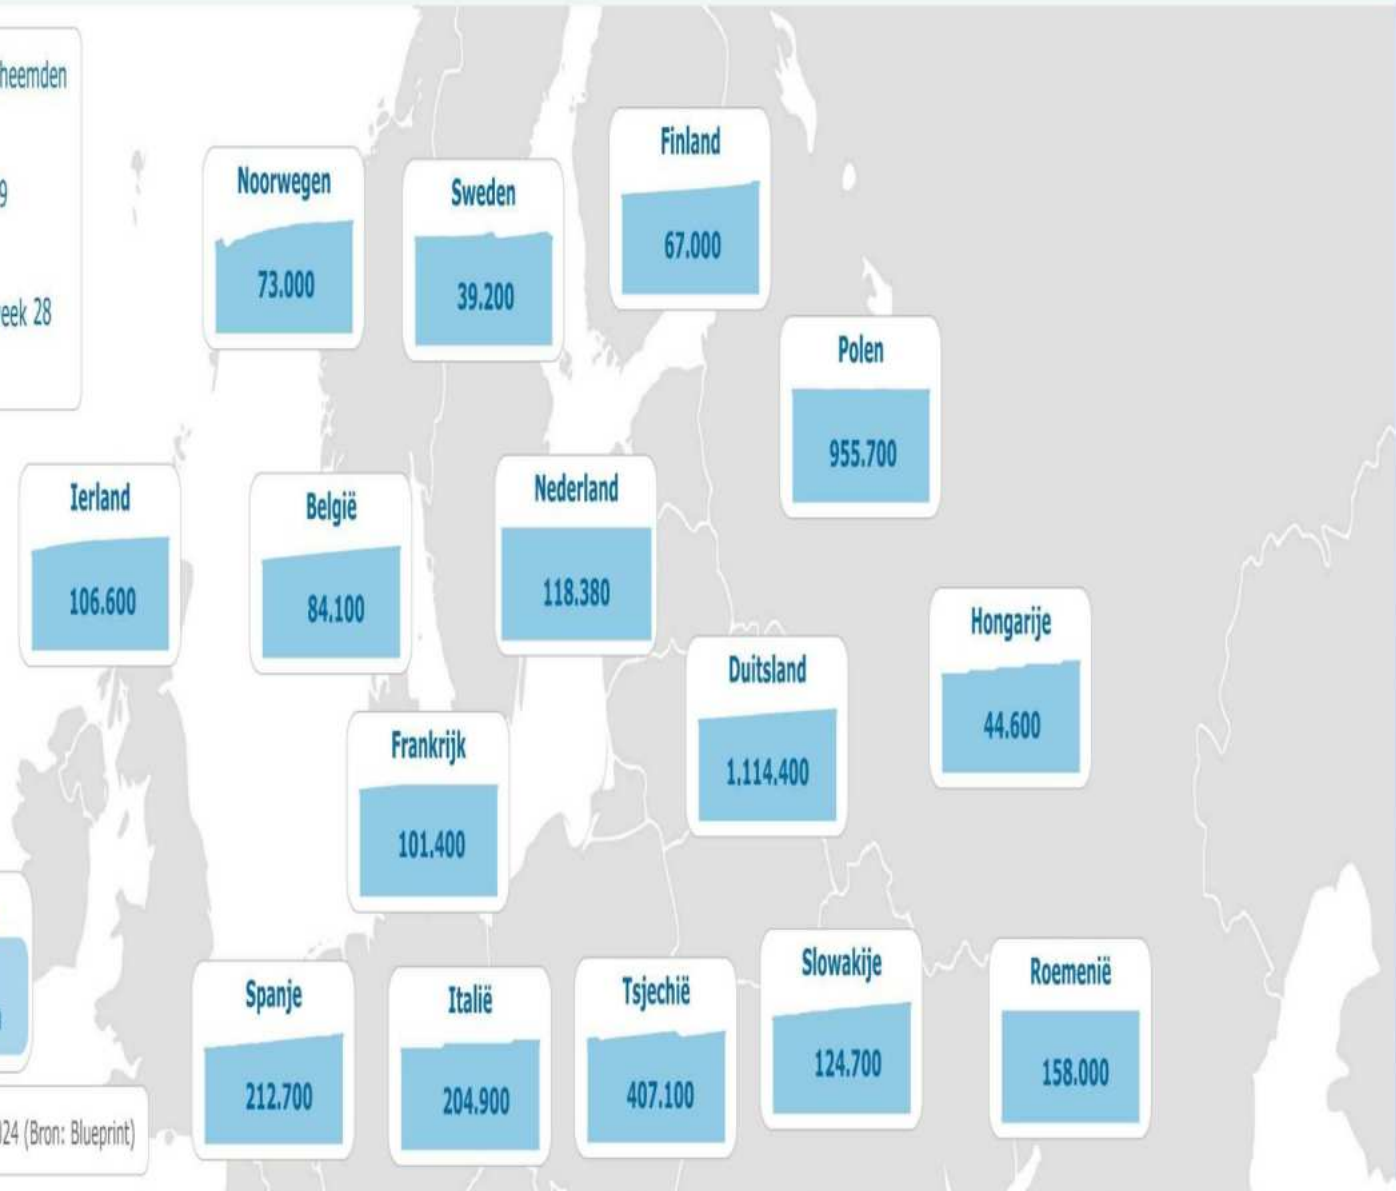 heemden
9
eek 28
Noorwegen
73.000
Sweden
39.200
Finland
67.000
Polen
955.700
Ierland
106.600
België
84.100
Nederland
118.380
Hongarije
44.600
Duitsland
1.114.400
Frankrijk
101.400
Spanje
212.700
Italië
204.900
Tsjechië
407.100
Slowakije
124.700
Roemenië
158.000
24 (Bron: Blueprint)